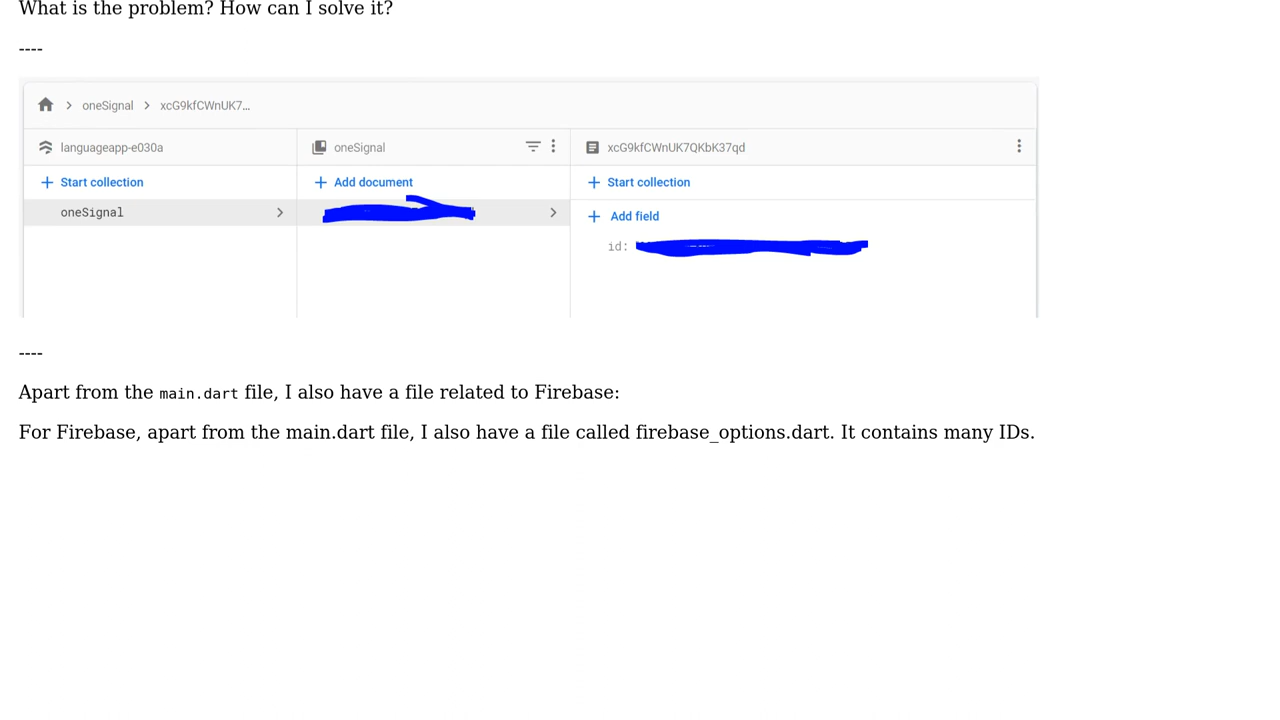 What is the problem? How can I solve it?
----
oneSignal xcG9kfCWnUK7...
languageapp-e030a oneSignal xcG9kfCWnUK7QKbK37qd
Start collection Add document Start collection
oneSignal Add field
id:
----
Apart from the main.dart file, I also have a file related to Firebase:
For Firebase, apart from the main.dart file, I also have a file called firebase_options.dart. It contains many IDs.